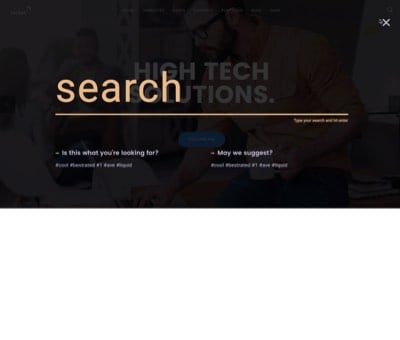 HIGH TECH
SOLUTIONS.
search
Type your search and hit enter
→ Is this what you're looking for?
#cool #bestrated #1 #ave #liquid
→ May we suggest?
#cool #bestrated #1 #ave #liquid